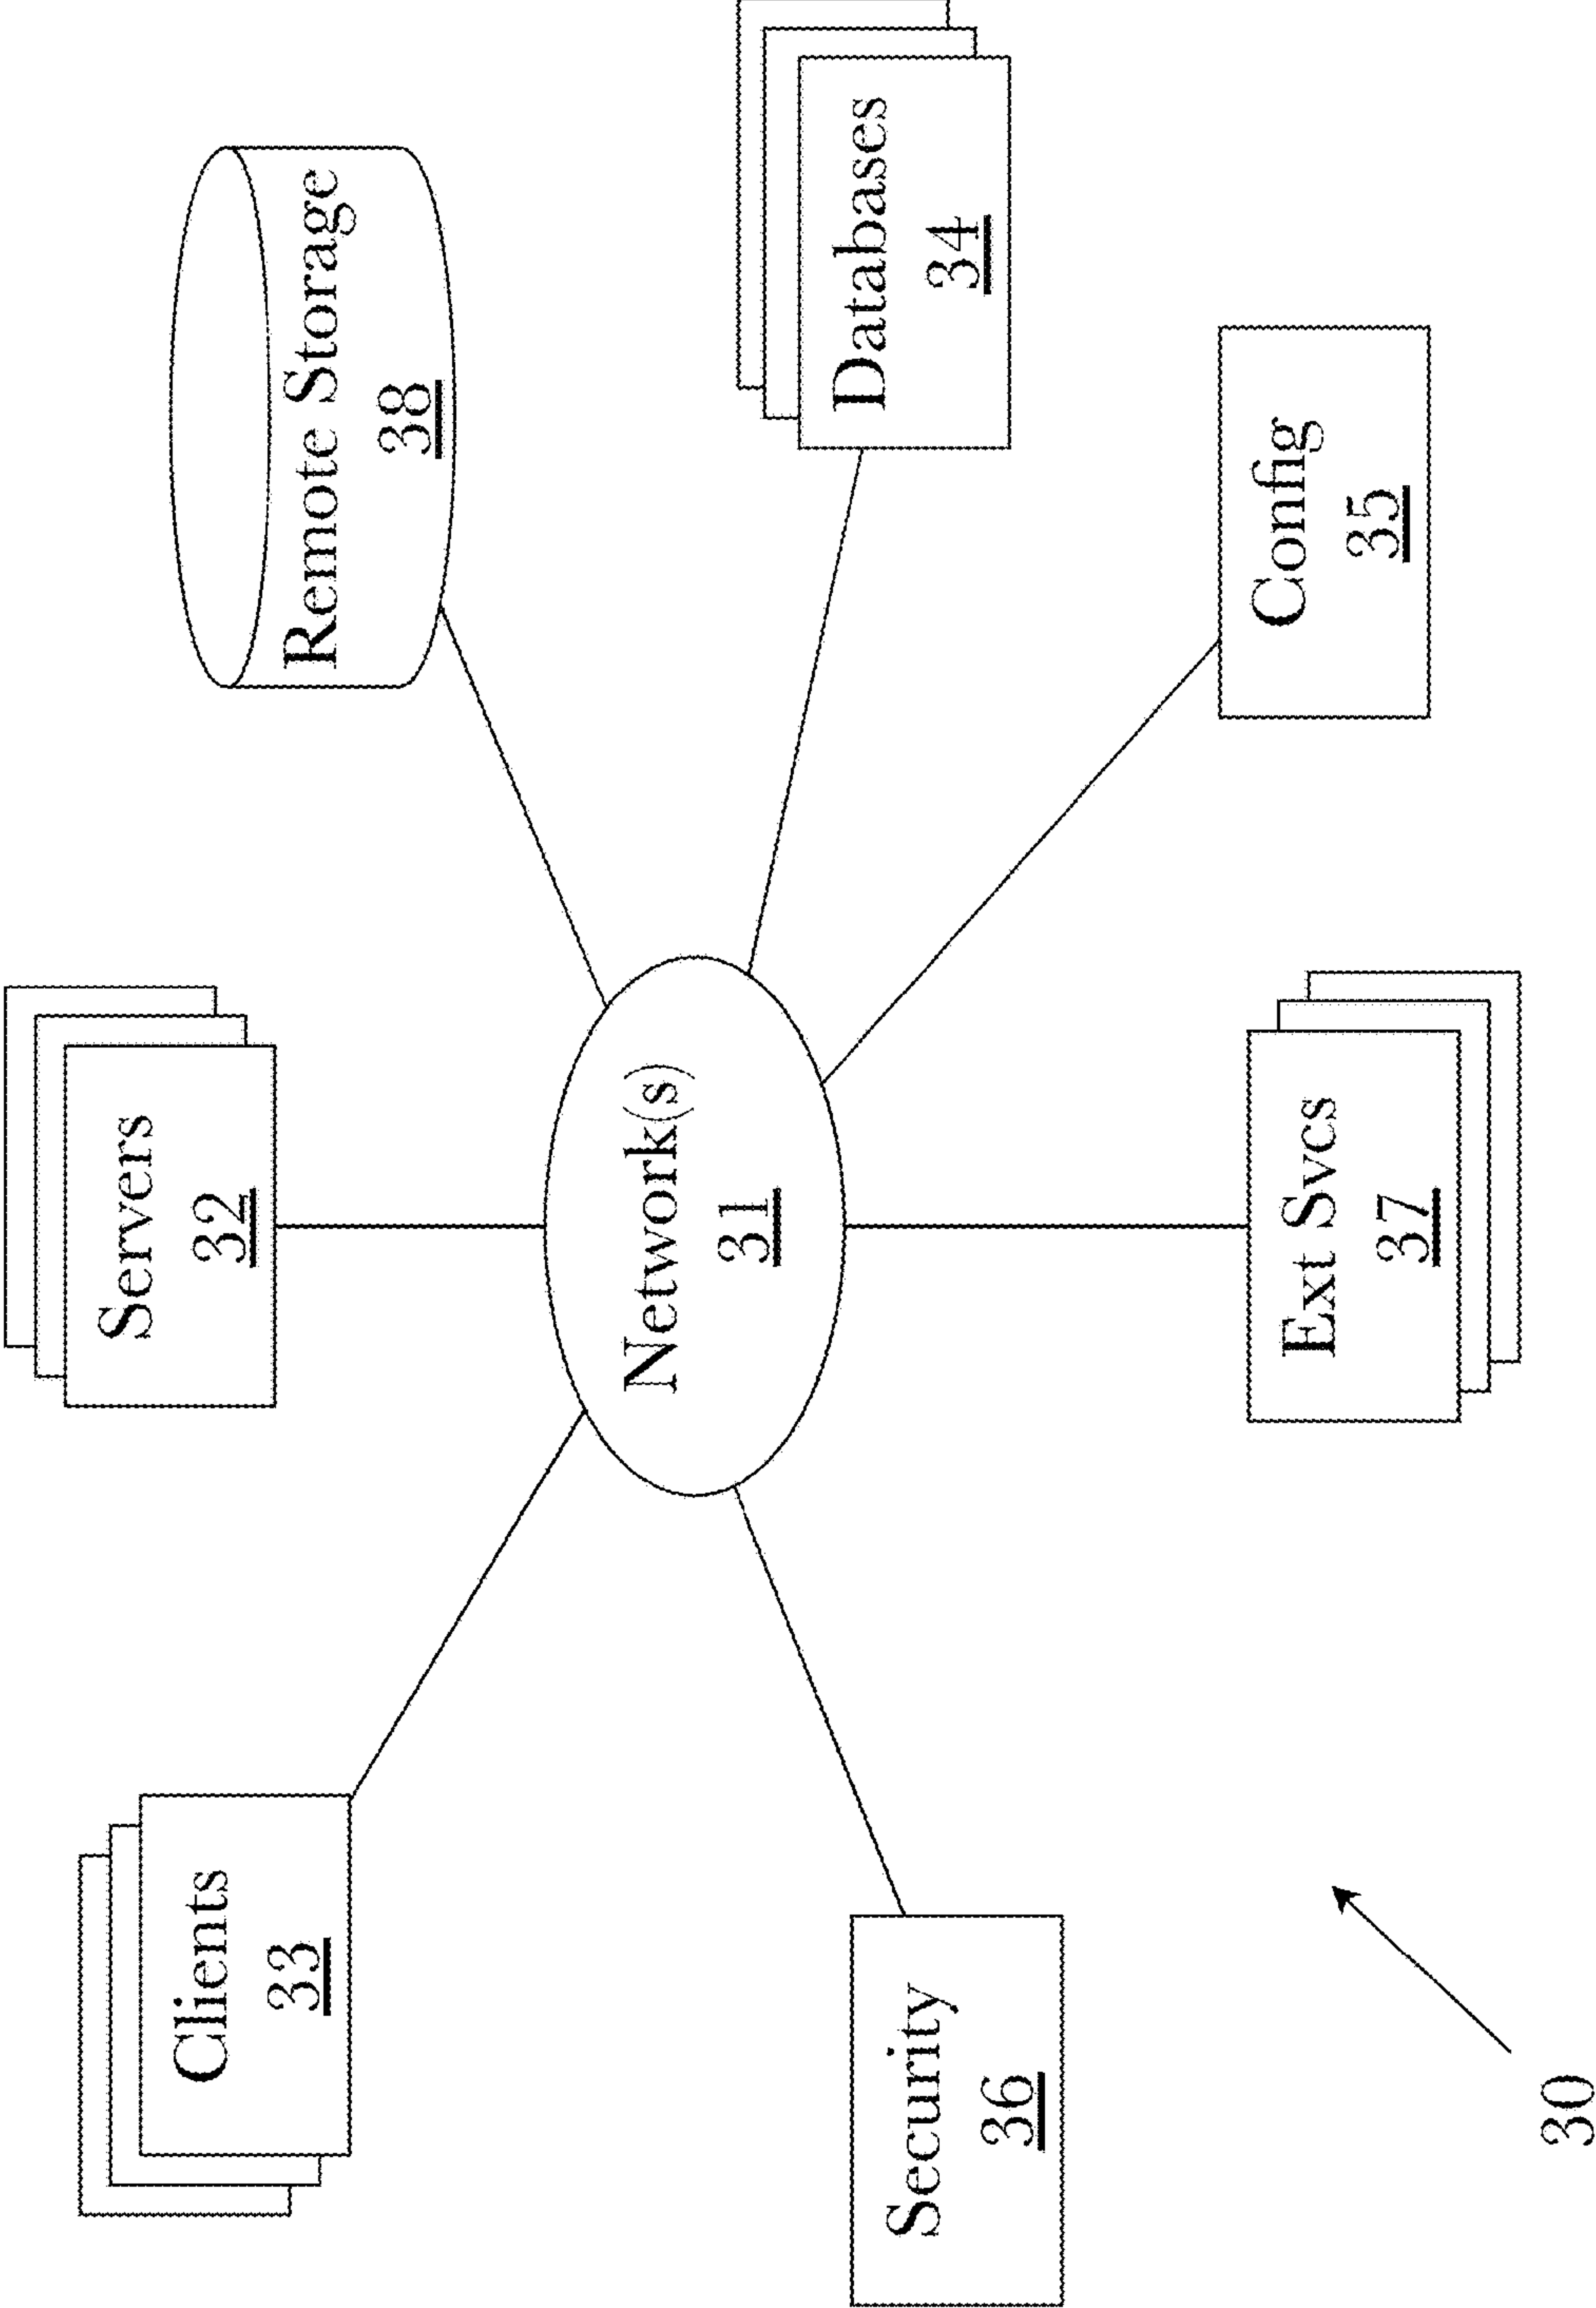 Servers
32
Clients
33
Remote Storage
38
Network(s)
31
Databases
34
Security
36
Config
35
Ext Svcs
37
30